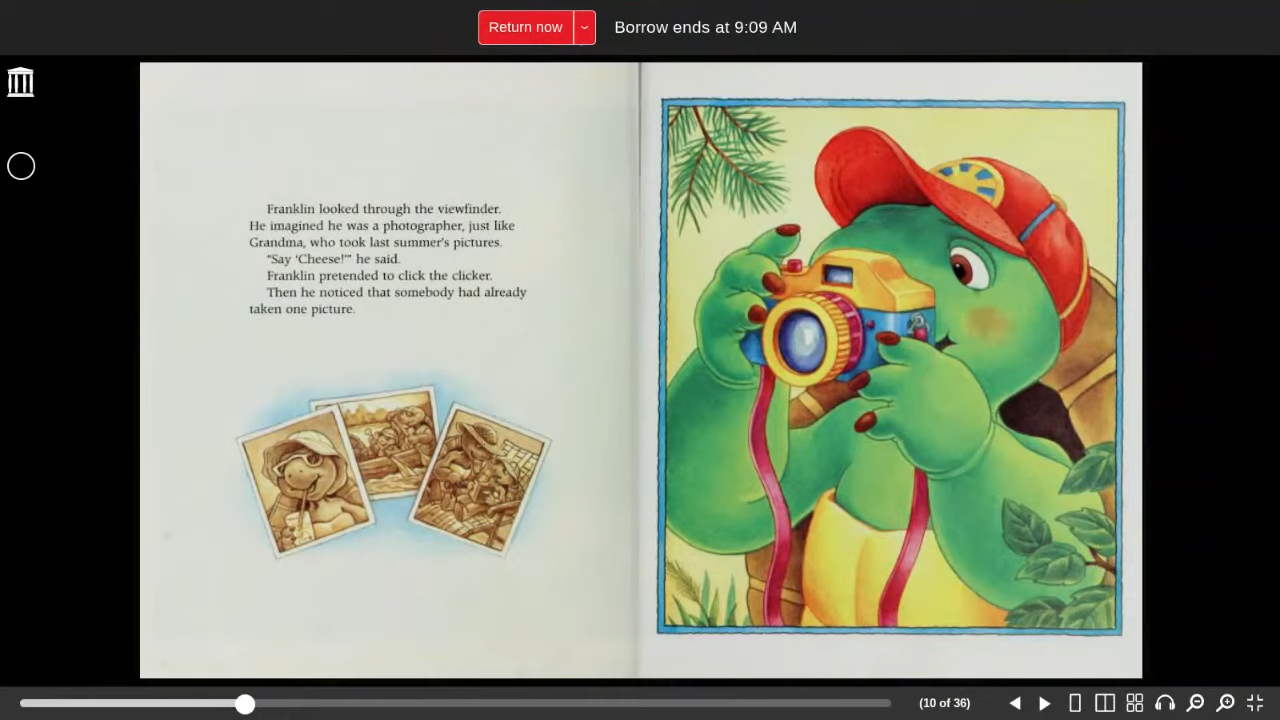 Return now
Borrow ends at 9:09 AM
Franklin looked through the viewfinder.
He imagined he was a photographer, just like
Grandma, who took last summer's pictures.
"Say 'Cheese!'" he said.
Franklin pretended to click the clicker.
Then he noticed that somebody had already
taken one picture.
(10 of 36)